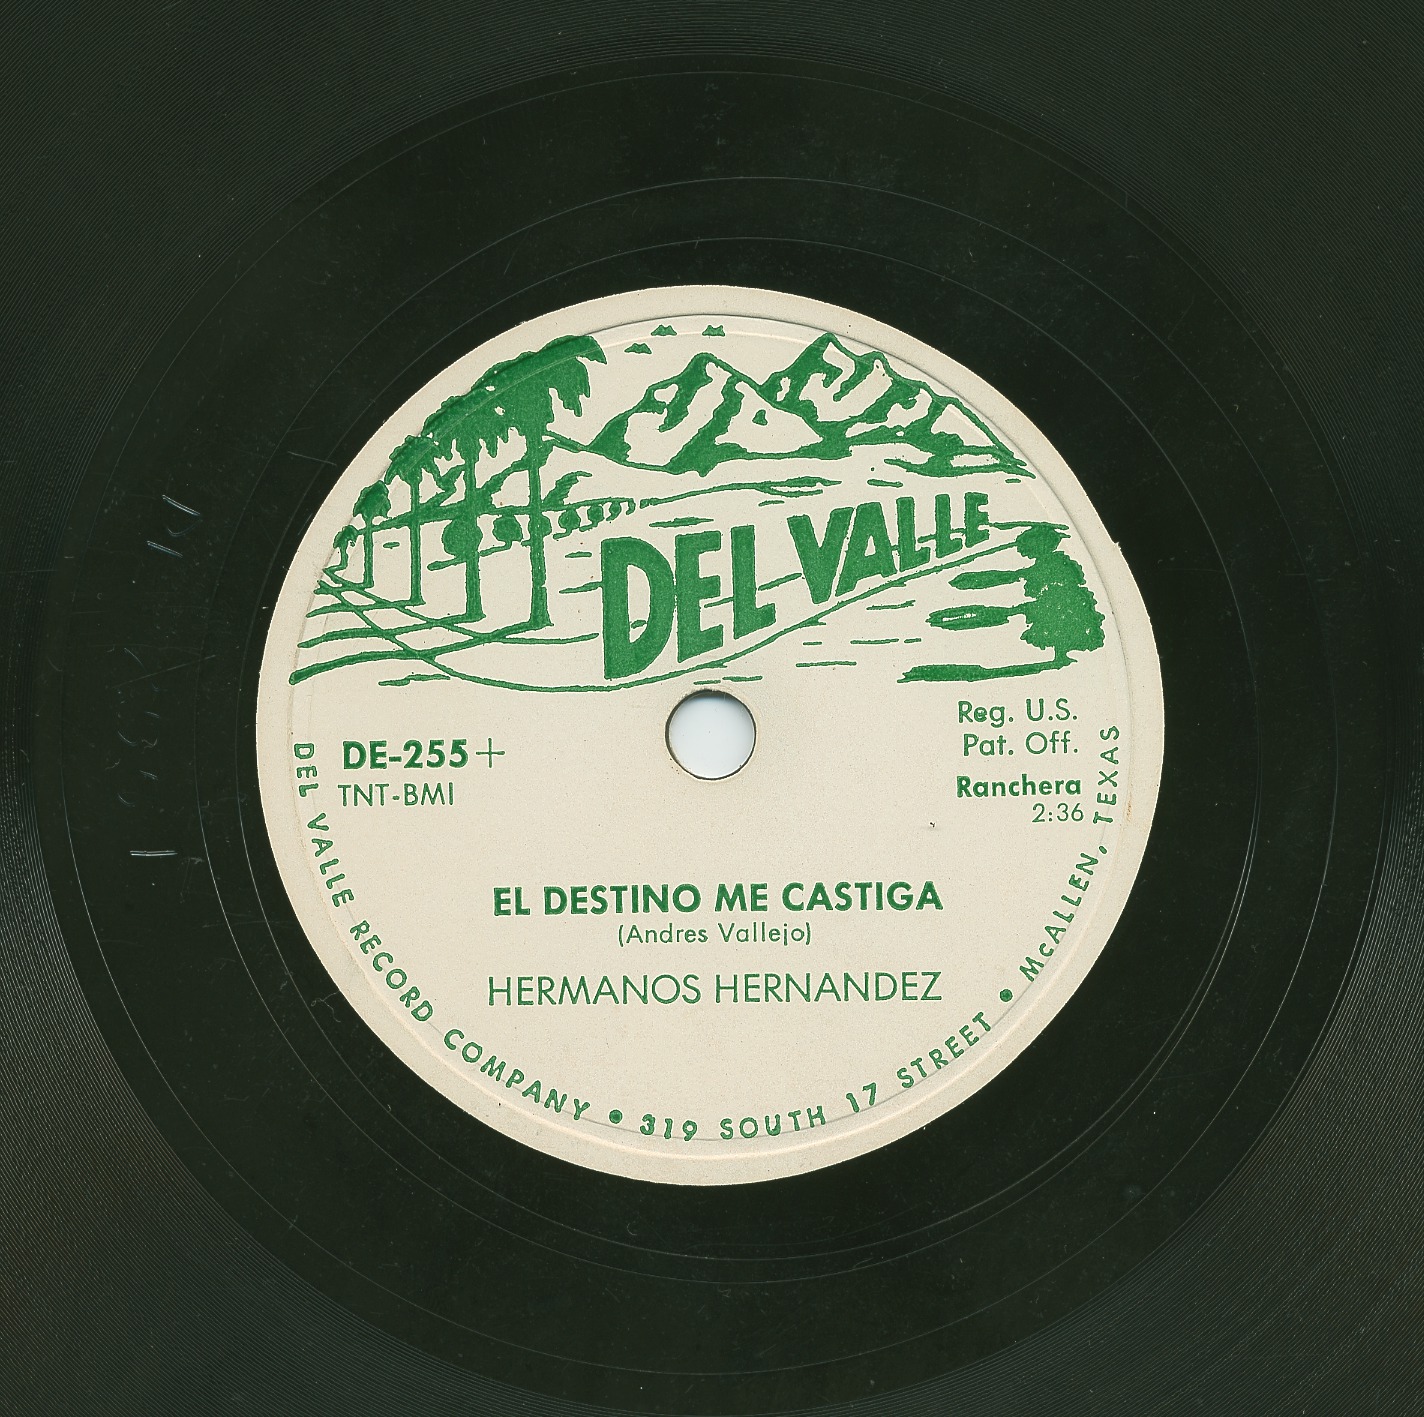 DEL VALLE
Reg. U.S.
Pat. Off.
DE-255+
TNT-BMI
Ranchera
2:36
EL DESTINO ME CASTIGA
(Andres Vallejo)
HERMANOS HERNANDEZ
DEL VALLE RECORD COMPANY • 319 SOUTH 17 STREET • McALLEN, TEXAS